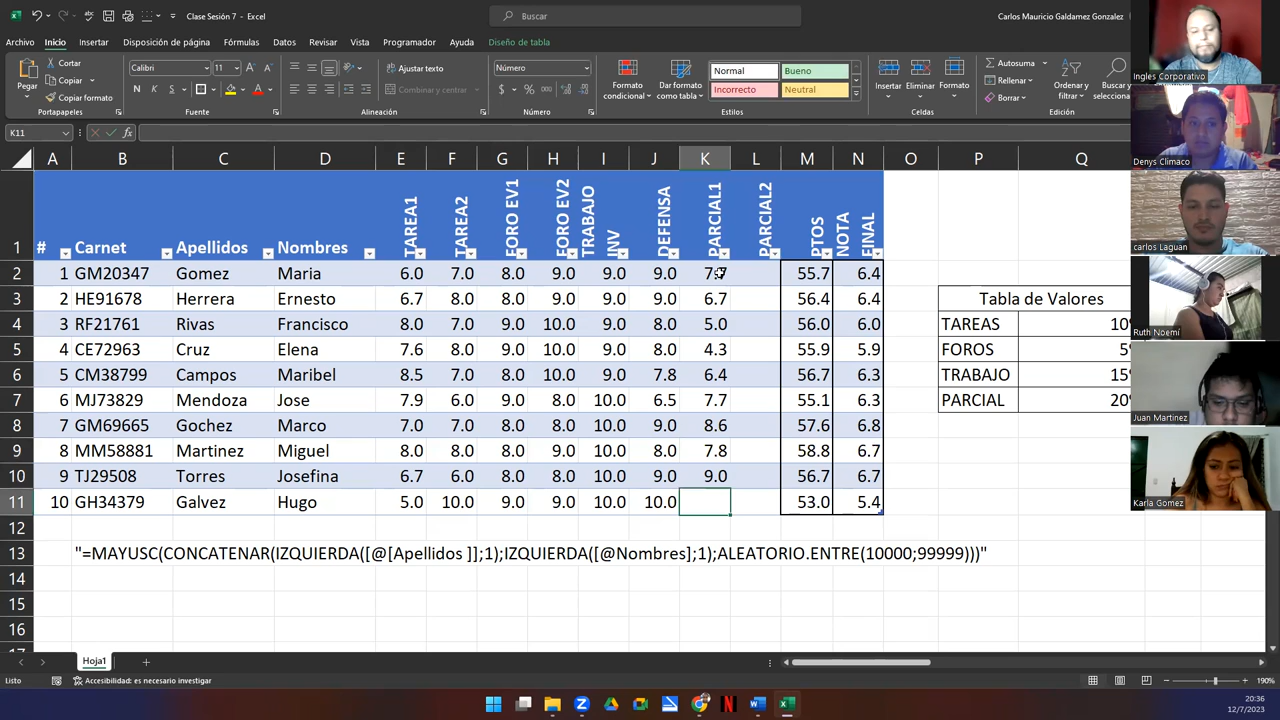 Clase Sesión 7 - Excel
Buscar
Carlos Mauricio Galdamez Gonzalez
Archivo Inicio Insertar Disposición de página Fórmulas Datos Revisar Vista Programador Ayuda Diseño de tabla
Pegar
Cortar
Copiar
Copiar formato
Portapapeles
Calibri 11
N K S
Fuente
Ajustar texto
Combinar y centrar
Alineación
Número
$ % 000
Número
Formato condicional
Dar formato como tabla
Normal Bueno
Incorrecto Neutral
Estilos
Insertar Eliminar Formato
Celdas
Autosuma
Rellenar
Borrar
Ordenar y
Buscar y
selecciona
Edición
K11 fx
A B C D E F G H I J K L M N O P Q
1 # Carnet Apellidos Nombres TAREA1 TAREA2 FORO EV1 FORO EV2 TRABAJO INV DEFENSA PARCIAL1 PARCIAL2 PTOS NOTA FINAL
2 1 GM20347 Gomez Maria 6.0 7.0 8.0 9.0 9.0 9.0 7.7 55.7 6.4
3 2 HE91678 Herrera Ernesto 6.7 8.0 8.0 9.0 9.0 9.0 6.7 56.4 6.4 Tabla de Valores
4 3 RF21761 Rivas Francisco 8.0 7.0 9.0 10.0 9.0 8.0 5.0 56.0 6.0 TAREAS 10%
5 4 CE72963 Cruz Elena 7.6 8.0 9.0 10.0 9.0 8.0 4.3 55.9 5.9 FOROS 5%
6 5 CM38799 Campos Maribel 8.5 7.0 8.0 10.0 9.0 7.8 6.4 56.7 6.3 TRABAJO 15%
7 6 MJ73829 Mendoza Jose 7.9 6.0 9.0 8.0 10.0 6.5 7.7 55.1 6.3 PARCIAL 20%
8 7 GM69665 Gochez Marco 7.0 7.0 8.0 8.0 10.0 9.0 8.6 57.6 6.8
9 8 MM58881 Martinez Miguel 8.0 8.0 8.0 9.0 10.0 8.0 7.8 58.8 6.7
10 9 TJ29508 Torres Josefina 6.7 6.0 8.0 8.0 10.0 9.0 9.0 56.7 6.7
11 10 GH34379 Galvez Hugo 5.0 10.0 9.0 9.0 10.0 10.0 53.0 5.4
12
13 "=MAYUSC(CONCATENAR(IZQUIERDA([@[Apellidos ]];1);IZQUIERDA([@Nombres];1);ALEATORIO.ENTRE(10000;99999)))"
14
15
16
Hoja1
Listo
Accesibilidad: es necesario investigar
190%
20:36
12/7/2023
Ingles Corporativo
Denys Climaco
carlos Laguan
Ruth Noemí
Juan Martinez
Karla Gomez